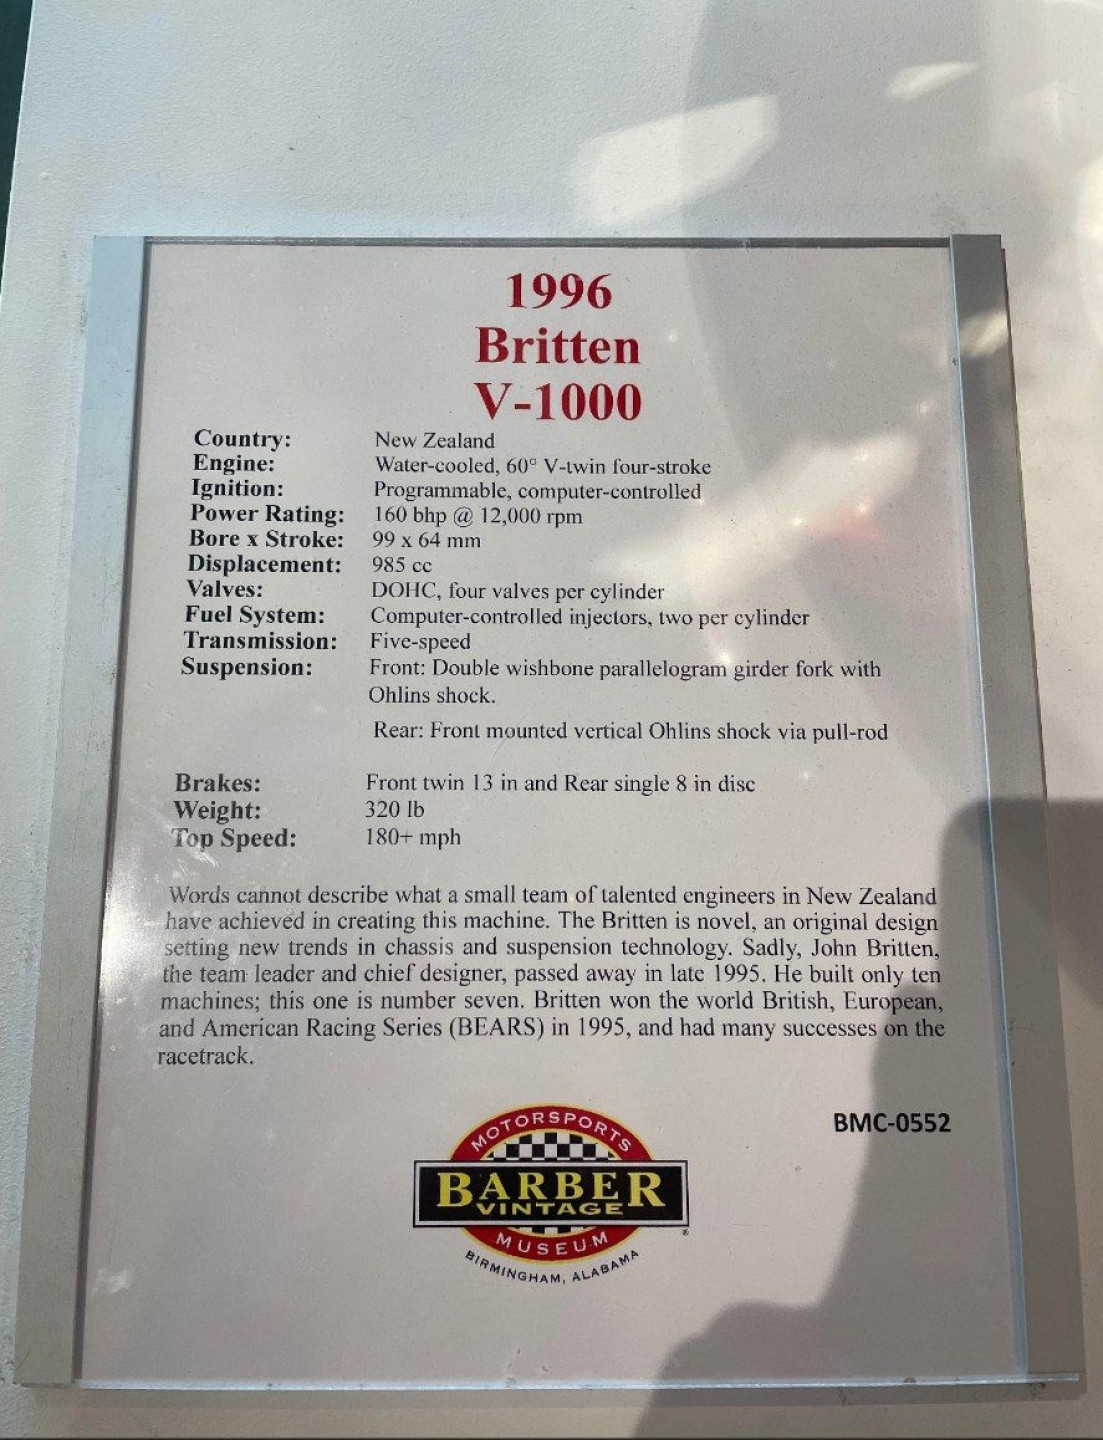 1996
Britten
V-1000
Country: New Zealand
Engine: Water-cooled, 60° V-twin four-stroke
Ignition: Programmable, computer-controlled
Power Rating: 160 bhp @ 12,000 rpm
Bore x Stroke: 99 x 64 mm
Displacement: 985 cc
Valves: DOHC, four valves per cylinder
Fuel System: Computer-controlled injectors, two per cylinder
Transmission: Five-speed
Suspension: Front: Double wishbone parallelogram girder fork with
Ohlins shock.
Rear: Front mounted vertical Ohlins shock via pull-rod
Brakes: Front twin 13 in and Rear single 8 in disc
Weight: 320 lb
Top Speed: 180+ mph
Words cannot describe what a small team of talented engineers in New Zealand
have achieved in creating this machine. The Britten is novel, an original design
setting new trends in chassis and suspension technology. Sadly, John Britten,
the team leader and chief designer, passed away in late 1995. He built only ten
machines; this one is number seven. Britten won the world British, European,
and American Racing Series (BEARS) in 1995, and had many successes on the
racetrack.
BMC-0552
MOTORSPORTS
BARBER
VINTAGE
MUSEUM
BIRMINGHAM, ALABAMA